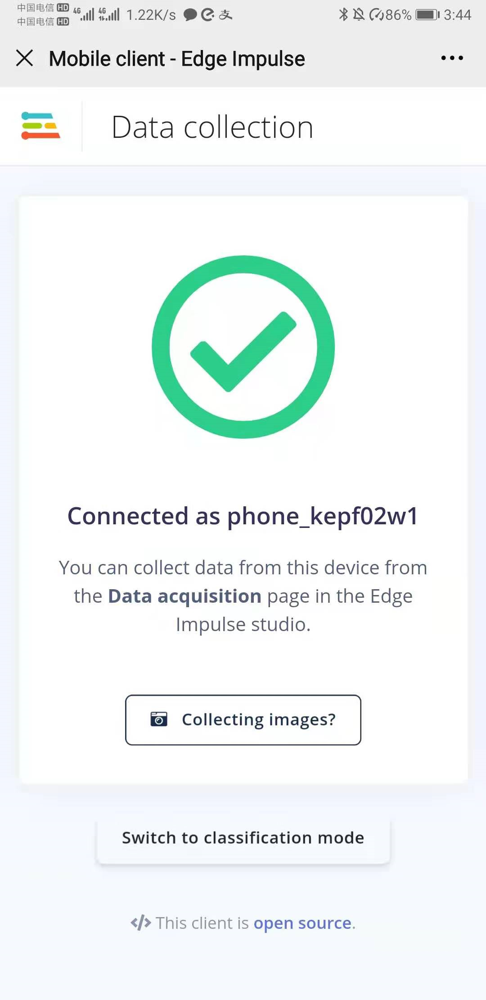 中国电信 HD 4G 4G 1.22K/s 支 86% 3:44
中国电信 HD
Mobile client - Edge Impulse
Data collection
Connected as phone_kepf02w1
You can collect data from this device from
the Data acquisition page in the Edge
Impulse studio.
Collecting images?
Switch to classification mode
</> This client is open source.